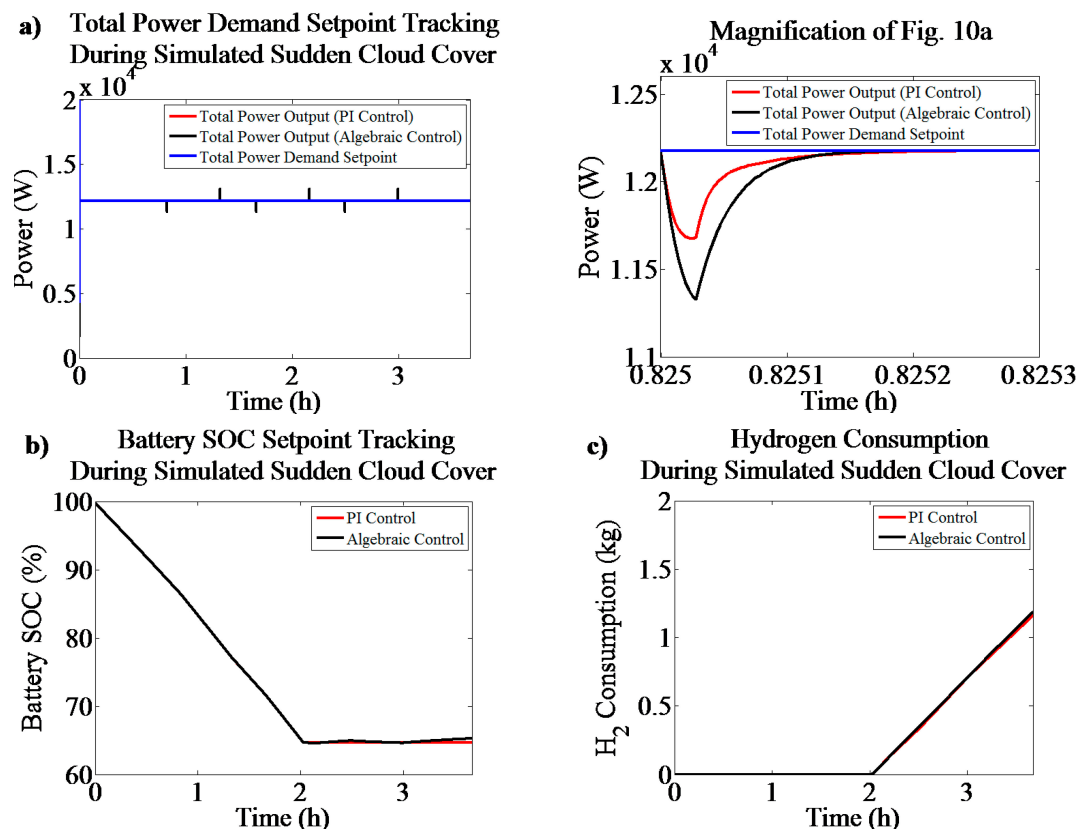 a) Total Power Demand Setpoint Tracking
During Simulated Sudden Cloud Cover
x 10^4
2
1.5
1
0.5
0
Power (W)
Total Power Output (PI Control)
Total Power Output (Algebraic Control)
Total Power Demand Setpoint
0 1 2 3
Time (h)
Magnification of Fig. 10a
x 10^4
1.25
1.2
1.15
1.1
Power (W)
Total Power Output (PI Control)
Total Power Output (Algebraic Control)
Total Power Demand Setpoint
0.825 0.8251 0.8252 0.8253
Time (h)
b) Battery SOC Setpoint Tracking
During Simulated Sudden Cloud Cover
100
90
80
70
60
Battery SOC (%)
PI Control
Algebraic Control
0 1 2 3
Time (h)
c) Hydrogen Consumption
During Simulated Sudden Cloud Cover
2
1.5
1
0.5
0
H2 Consumption (kg)
PI Control
Algebraic Control
0 1 2 3
Time (h)